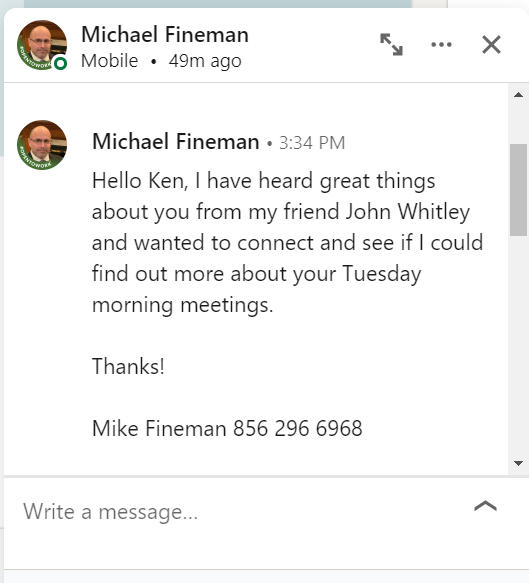 Michael Fineman
Mobile • 49m ago
#OPENTOWORK
Michael Fineman • 3:34 PM
#OPENTOWORK
Hello Ken, I have heard great things
about you from my friend John Whitley
and wanted to connect and see if I could
find out more about your Tuesday
morning meetings.
Thanks!
Mike Fineman 856 296 6968
Write a message...